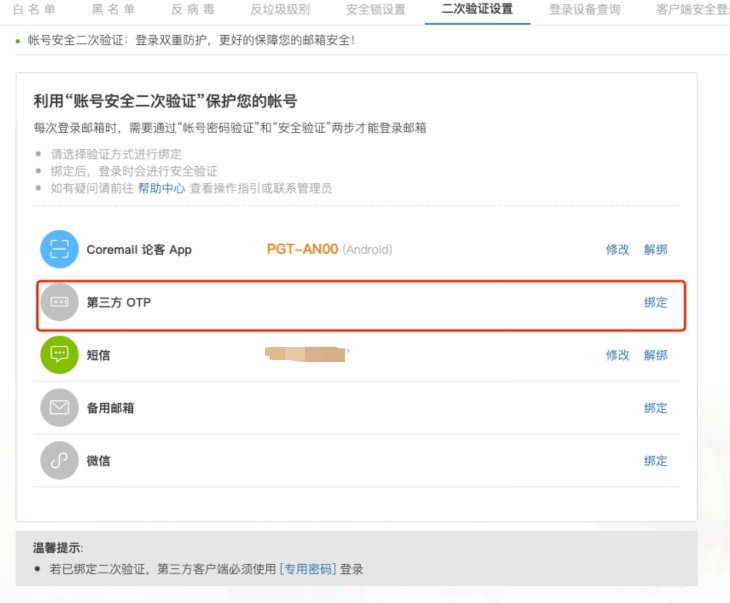 白 名 单 黑 名 单 反 病 毒 反垃圾级别 安全锁设置 二次验证设置 登录设备查询 客户端安全登
帐号安全二次验证：登录双重防护，更好的保障您的邮箱安全！
利用“账号安全二次验证”保护您的帐号
每次登录邮箱时，需要通过“帐号密码验证”和“安全验证”两步才能登录邮箱
请选择验证方式进行绑定
绑定后，登录时会进行安全验证
如有疑问请前往 帮助中心 查看操作指引或联系管理员
Coremail 论客 App PGT-AN00 (Android) 修改 解绑
第三方 OTP 绑定
短信 修改 解绑
备用邮箱 绑定
微信 绑定
温馨提示:
若已绑定二次验证，第三方客户端必须使用 [专用密码] 登录